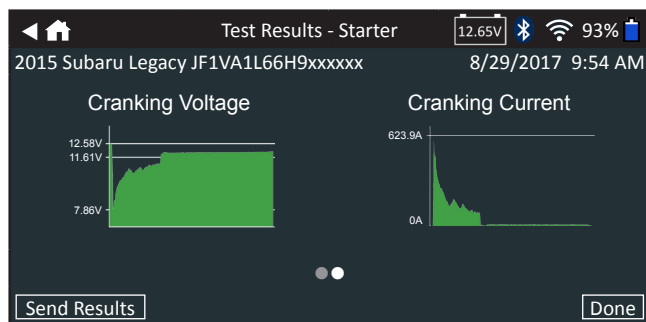 Test Results - Starter 12.65V 93%
2015 Subaru Legacy JF1VA1L66H9xxxxxx 8/29/2017 9:54 AM
Cranking Voltage Cranking Current
12.58V
11.61V
7.86V
623.9A
0A
Send Results Done